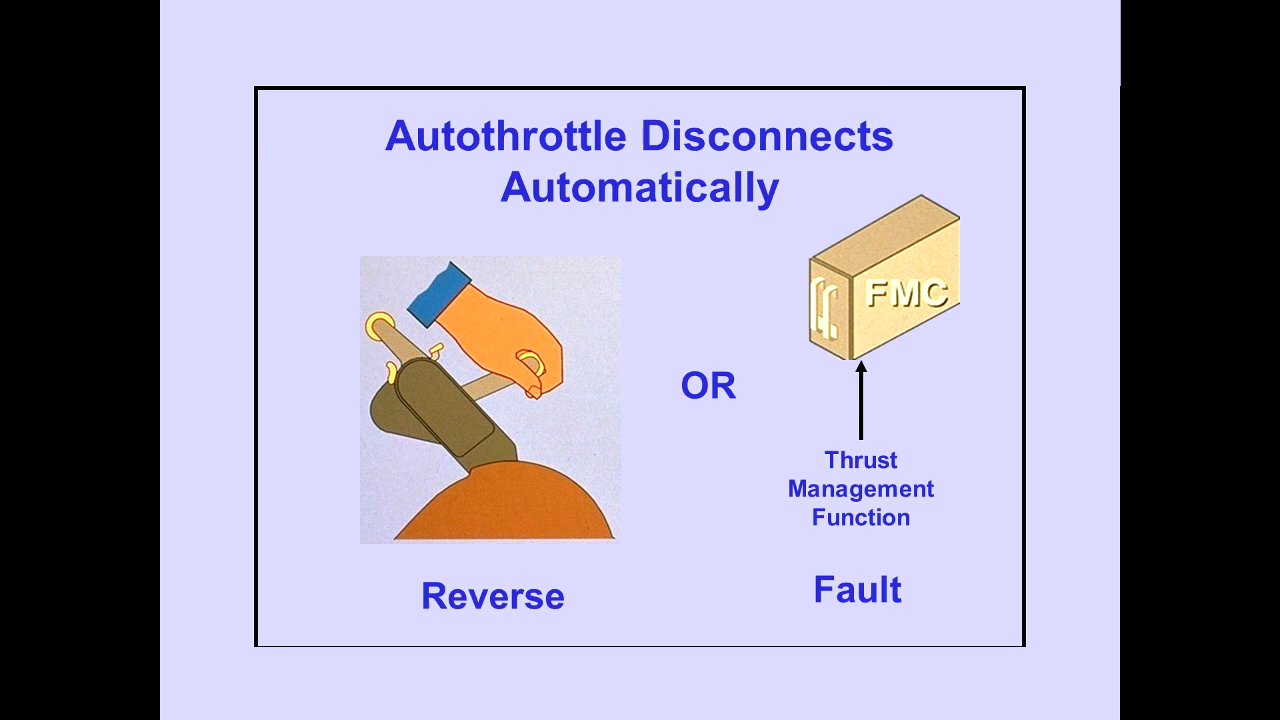 Autothrottle Disconnects
Automatically
FMC
OR
Thrust
Management
Function
Reverse
Fault